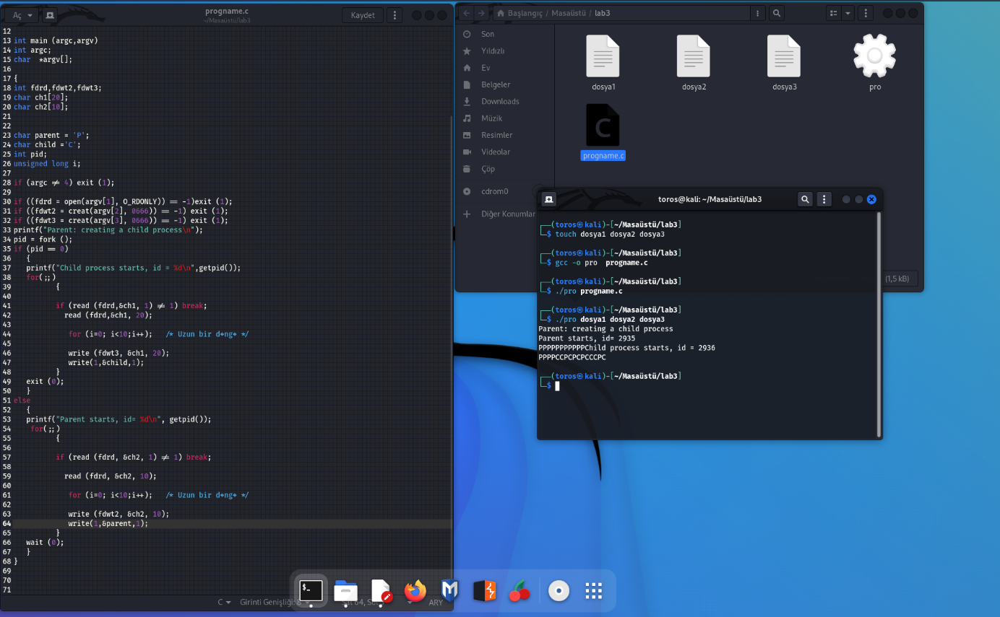 Aç
progname.c
~/Masaüstü/lab3
Kaydet
12
13 int main (argc,argv)
14 int argc;
15 char  *argv[];
16
17 {
18 int fdrd,fdwt2,fdwt3;
19 char ch1[20];
20 char ch2[10];
21
22
23 char parent = 'P';
24 char child ='C';
25 int pid;
26 unsigned long i;
27
28 if (argc ≠ 4) exit (1);
29
30 if ((fdrd = open(argv[1], O_RDONLY)) == -1)exit (1);
31 if ((fdwt2 = creat(argv[2], 0666)) == -1) exit (1);
32 if ((fdwt3 = creat(argv[3], 0666)) == -1) exit (1);
33 printf("Parent: creating a child process\n");
34 pid = fork ();
35 if (pid == 0)
36 {
37 printf("Child process starts, id = %d\n",getpid());
38 for(;;)
39 {
40
41 if (read (fdrd,&ch1, 1) ≠ 1) break;
42 read (fdrd,&ch1, 20);
43
44 for (i=0; i<10;i++);   /* Uzun bir d�ng� */
45
46 write (fdwt3, &ch1, 20);
47 write(1,&child,1);
48 }
49 exit (0);
50 }
51 else
52 {
53 printf("Parent starts, id= %d\n", getpid());
54 for(;;)
55 {
56
57 if (read (fdrd, &ch2, 1) ≠ 1) break;
58
59 read (fdrd, &ch2, 10);
60
61 for (i=0; i<10;i++);   /* Uzun bir d�ng� */
62
63 write (fdwt2, &ch2, 10);
64 write(1,&parent,1);
65 }
66 wait (0);
67 }
68 }
69
70
71
C
Girinti Genişliği: 8
ARY
Başlangıç / Masaüstü / lab3
Son
Yıldızlı
Ev
Belgeler
Downloads
Müzik
Resimler
Videolar
Çöp
cdrom0
Diğer Konumlar
dosya1
dosya2
dosya3
pro
C
progname.c
(1,5 kB)
toros@kali: ~/Masaüstü/lab3
(toros㉿kali)-[~/Masaüstü/lab3]
$ touch dosya1 dosya2 dosya3
(toros㉿kali)-[~/Masaüstü/lab3]
$ gcc -o pro  progname.c
(toros㉿kali)-[~/Masaüstü/lab3]
$ ./pro progname.c
(toros㉿kali)-[~/Masaüstü/lab3]
$ ./pro dosya1 dosya2 dosya3
Parent: creating a child process
Parent starts, id= 2935
PPPPPPPPPPPChild process starts, id = 2936
PPPPCCPCPCPCCCPC
(toros㉿kali)-[~/Masaüstü/lab3]
$
$_